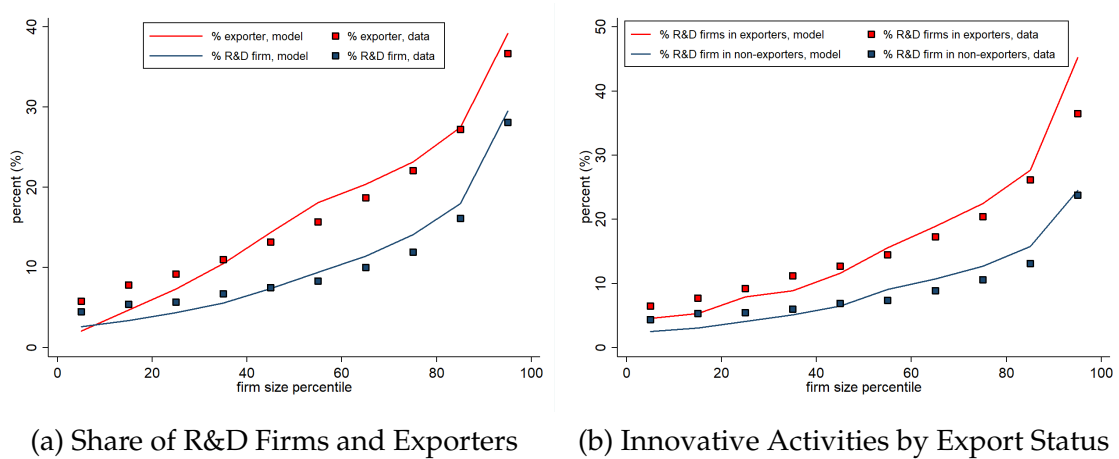 % exporter, model % exporter, data
% R&D firm, model % R&D firm, data
percent (%)
40
30
20
10
0
0 20 40 60 80 100
firm size percentile
(a) Share of R&D Firms and Exporters
% R&D firms in exporters, model % R&D firms in exporters, data
% R&D firm in non-exporters, model % R&D firm in non-exporters, data
percent (%)
50
40
30
20
10
0
0 20 40 60 80 100
firm size percentile
(b) Innovative Activities by Export Status